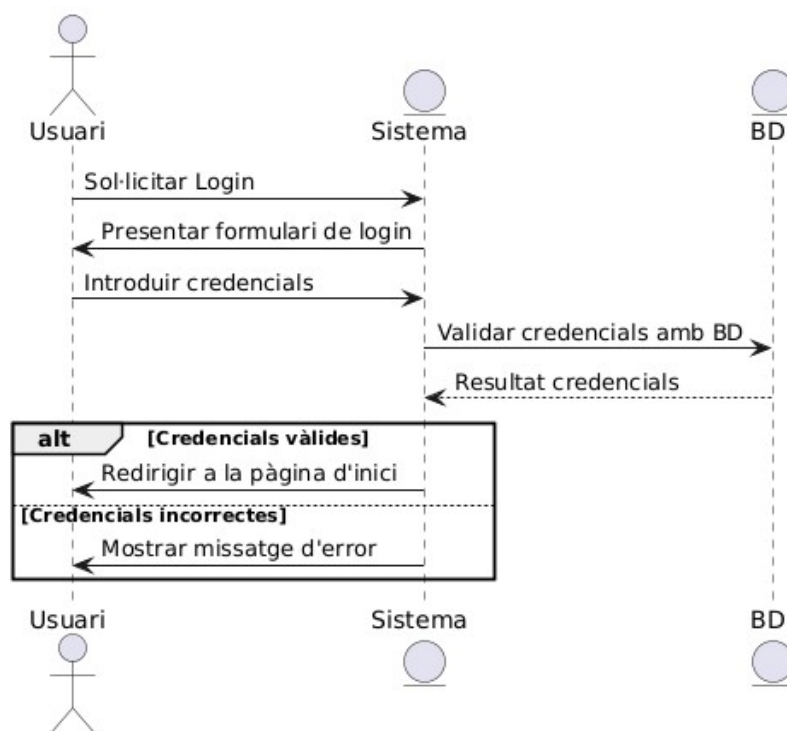 Usuari
Sistema
BD
Sol·licitar Login
Presentar formulari de login
Introduir credencials
Validar credencials amb BD
Resultat credencials
alt [Credencials vàlides]
Redirigir a la pàgina d'inici
[Credencials incorrectes]
Mostrar missatge d'error
Usuari
Sistema
BD